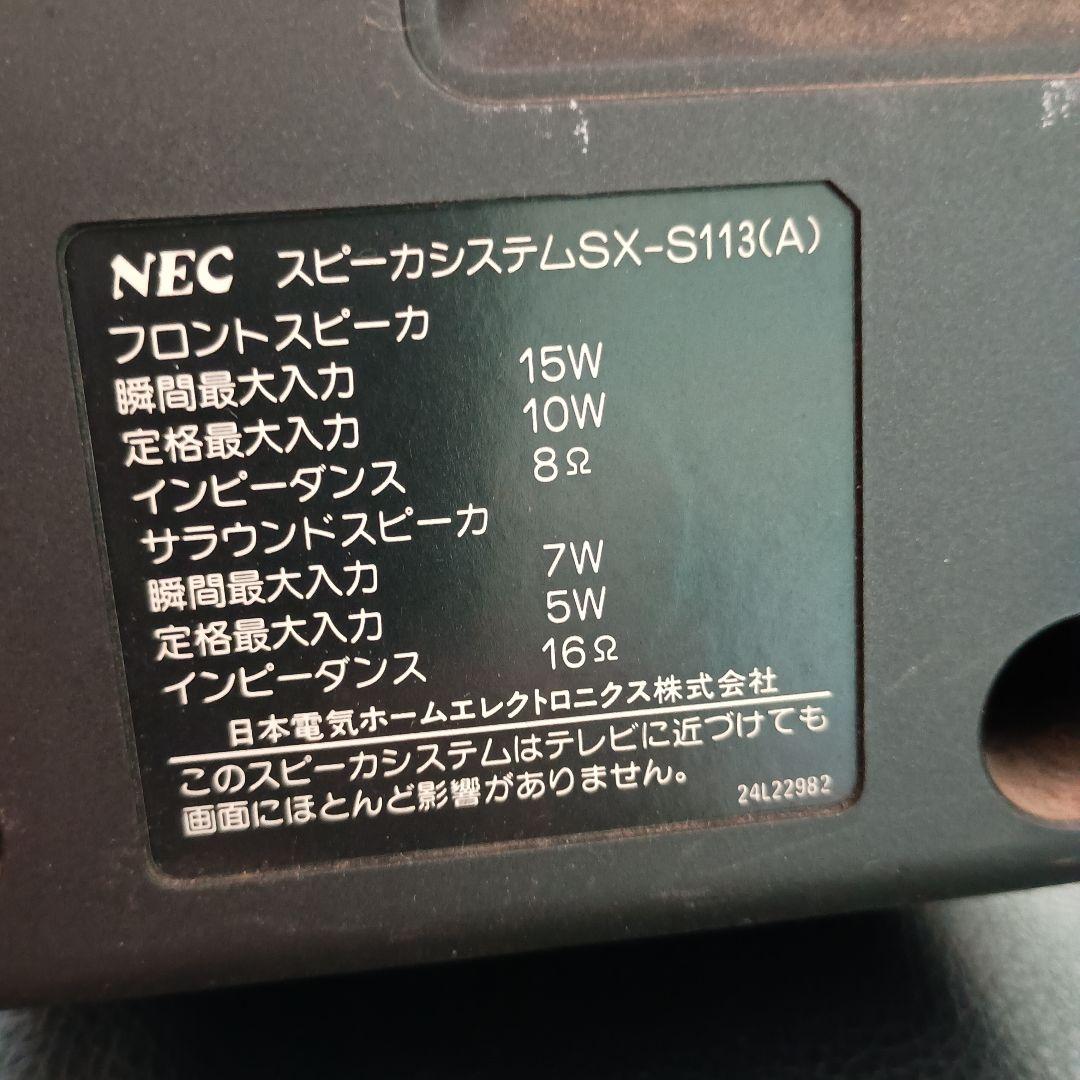 NEC スピーカシステムSX-S113(A)
フロントスピーカ
瞬間最大入力 15W
定格最大入力 10W
インピーダンス 8Ω
サラウンドスピーカ
瞬間最大入力 7W
定格最大入力 5W
インピーダンス 16Ω
日本電気ホームエレクトロニクス株式会社
このスピーカシステムはテレビに近づけても
画面にほとんど影響がありません。
24L22982